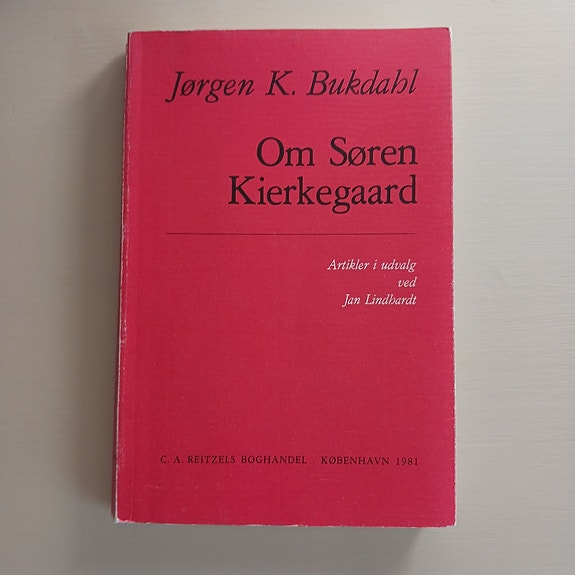 Jørgen K. Bukdahl
Om Søren
Kierkegaard
Artikler i udvalg
ved
Jan Lindhardt
C. A. REITZELS BOGHANDEL KØBENHAVN 1981